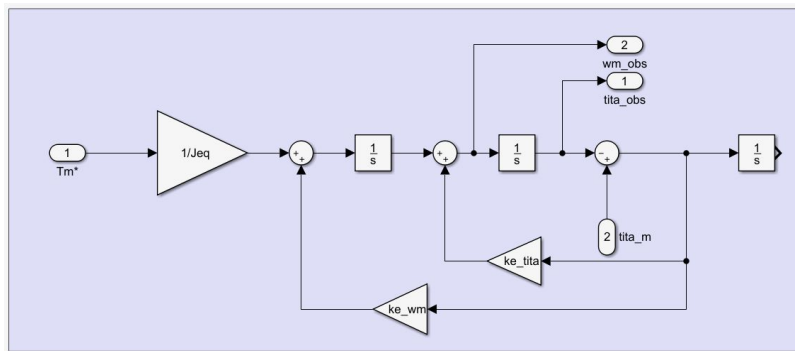 2
wm_obs
1
tita_obs
1
Tm*
1/Jeq
+
+
1
s
+
+
1
s
−
+
1
s
2
tita_m
ke_tita
ke_wm